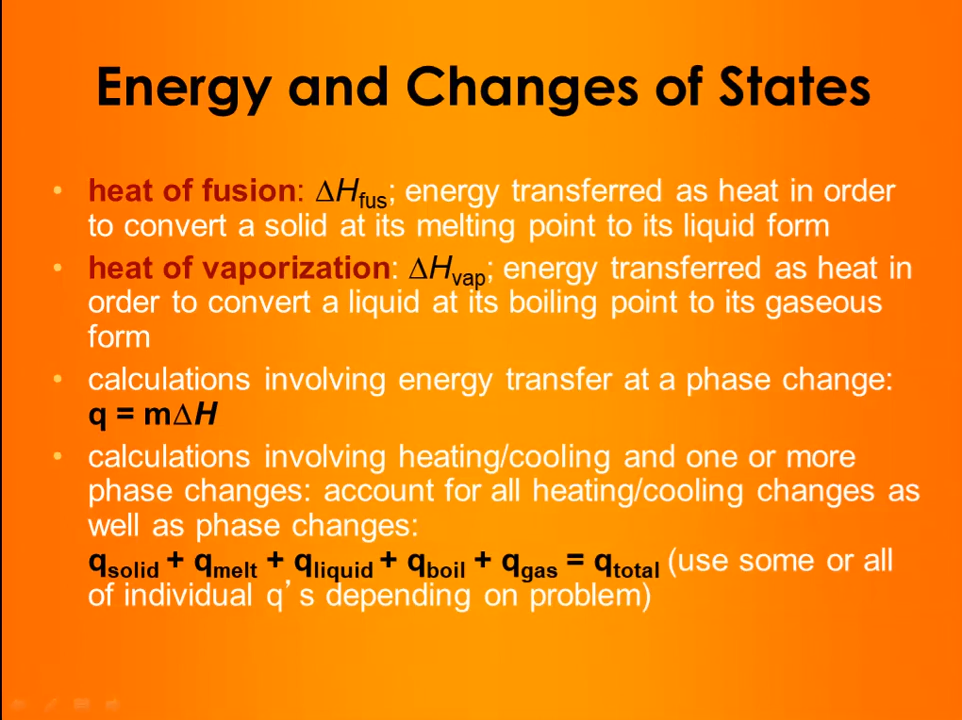 Energy and Changes of States
• heat of fusion: ΔHfus; energy transferred as heat in order
to convert a solid at its melting point to its liquid form
• heat of vaporization: ΔHvap; energy transferred as heat in
order to convert a liquid at its boiling point to its gaseous
form
• calculations involving energy transfer at a phase change:
q = mΔH
• calculations involving heating/cooling and one or more
phase changes: account for all heating/cooling changes as
well as phase changes:
qsolid + qmelt + qliquid + qboil + qgas = qtotal (use some or all
of individual q's depending on problem)